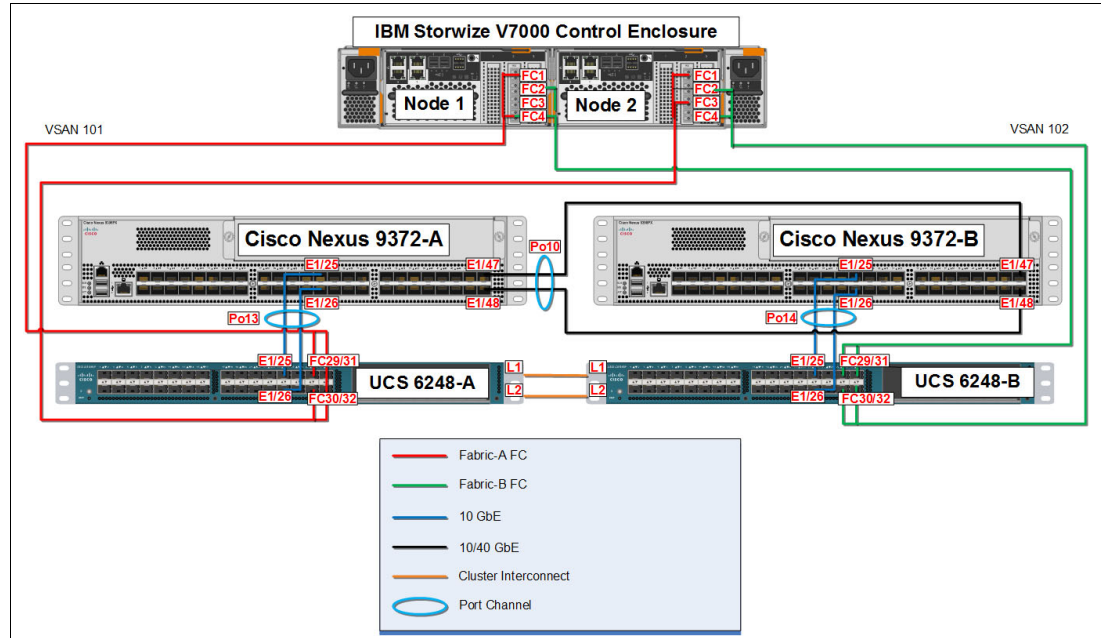 IBM Storwize V7000 Control Enclosure
FC1
FC2
FC3
FC4
Node 1
FC1
FC2
FC3
FC4
Node 2
VSAN 101
VSAN 102
Cisco Nexus 9372-A
E1/25
E1/47
E1/26
E1/48
Po10
Cisco Nexus 9372-B
E1/25
E1/47
E1/26
E1/48
Po13
Po14
E1/25
FC29/31
UCS 6248-A
E1/26
FC30/32
L1
L2
L1
L2
E1/25
FC29/31
UCS 6248-B
E1/26
FC30/32
Fabric-A FC
Fabric-B FC
10 GbE
10/40 GbE
Cluster Interconnect
Port Channel